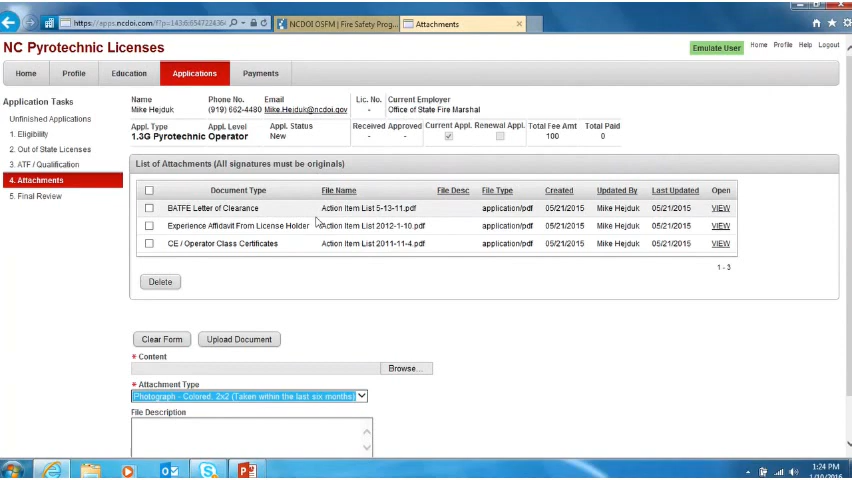 https://apps.ncdoi.com/f?p=143:6:6547224364
NCDOI OSFM | Fire Safety Prog...
Attachments
NC Pyrotechnic Licenses
Emulate User
Home Profile Help Logout
Home Profile Education Applications Payments
Application Tasks
Unfinished Applications
1. Eligibility
2. Out of State Licenses
3. ATF / Qualification
4. Attachments
5. Final Review
Name Phone No. Email Lic. No. Current Employer
Mike Hejduk (919) 662-4480 Mike.Hejduk@ncdoi.gov - Office of State Fire Marshal
Appl. Type Appl. Level Appl. Status Received Approved Current Appl. Renewal Appl. Total Fee Amt Total Paid
1.3G Pyrotechnic Operator New - - 100 0
List of Attachments (All signatures must be originals)
Document Type File Name File Desc File Type Created Updated By Last Updated Open
BATFE Letter of Clearance Action Item List 5-13-11.pdf application/pdf 05/21/2015 Mike Hejduk 05/21/2015 VIEW
Experience Affidavit From License Holder Action Item List 2012-1-10.pdf application/pdf 05/21/2015 Mike Hejduk 05/21/2015 VIEW
CE / Operator Class Certificates Action Item List 2011-11-4.pdf application/pdf 05/21/2015 Mike Hejduk 05/21/2015 VIEW
1 - 3
Delete
Clear Form Upload Document
* Content
Browse...
* Attachment Type
Photograph - Colored, 2x2 (Taken within the last six months)
File Description
1:24 PM
1/10/2016